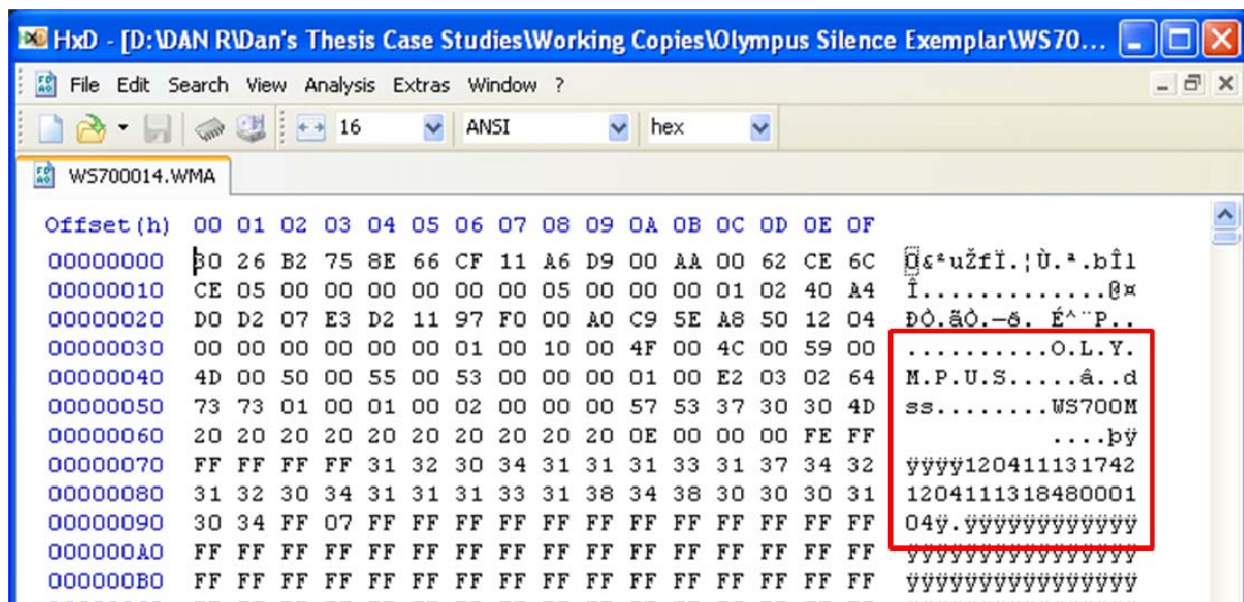 HxD - [D:\DAN R\Dan's Thesis Case Studies\Working Copies\Olympus Silence Exemplar\WS70...
File Edit Search View Analysis Extras Window ?
16 ANSI hex
WS700014.WMA
Offset(h) 00 01 02 03 04 05 06 07 08 09 0A 0B 0C 0D 0E 0F
00000000 30 26 B2 75 8E 66 CF 11 A6 D9 00 AA 00 62 CE 6C 0&²uŽfÏ.¦Ù.ª.bÎl
00000010 CE 05 00 00 00 00 00 00 05 00 00 00 01 02 40 A4 Î.............@¤
00000020 D0 D2 07 E3 D2 11 97 F0 00 A0 C9 5E A8 50 12 04 ÐÒ.ãÒ.—ð. É^¨P..
00000030 00 00 00 00 00 00 01 00 10 00 4F 00 4C 00 59 00 ..........O.L.Y.
00000040 4D 00 50 00 55 00 53 00 00 00 01 00 E2 03 02 64 M.P.U.S.....â..d
00000050 73 73 01 00 01 00 02 00 00 00 57 53 37 30 30 4D ss........WS700M
00000060 20 20 20 20 20 20 20 20 20 20 0E 00 00 00 FE FF ....þÿ
00000070 FF FF FF FF 31 32 30 34 31 31 31 33 31 37 34 32 ÿÿÿÿ120411131742
00000080 31 32 30 34 31 31 31 33 31 38 34 38 30 30 30 31 1204111318480001
00000090 30 34 FF 07 FF FF FF FF FF FF FF FF FF FF FF FF 04ÿ.ÿÿÿÿÿÿÿÿÿÿÿÿ
000000A0 FF FF FF FF FF FF FF FF FF FF FF FF FF FF FF FF ÿÿÿÿÿÿÿÿÿÿÿÿÿÿÿÿ
000000B0 FF FF FF FF FF FF FF FF FF FF FF FF FF FF FF FF ÿÿÿÿÿÿÿÿÿÿÿÿÿÿÿÿ